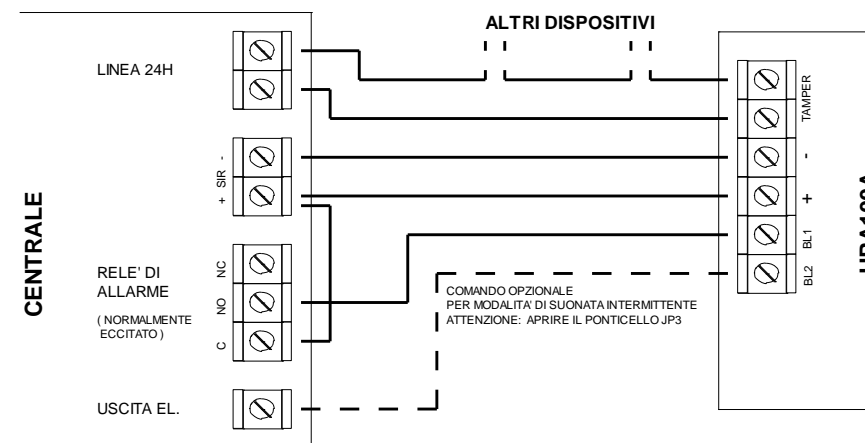 ALTRI DISPOSITIVI
CENTRALE
LINEA 24H
- SIR +
RELE' DI
ALLARME
( NORMALMENTE
ECCITATO )
NC
NO
C
USCITA EL.
COMANDO OPZIONALE
PER MODALITA' DI SUONATA INTERMITTENTE
ATTENZIONE: APRIRE IL PONTICELLO JP3
TAMPER
-
+
BL1
BL2